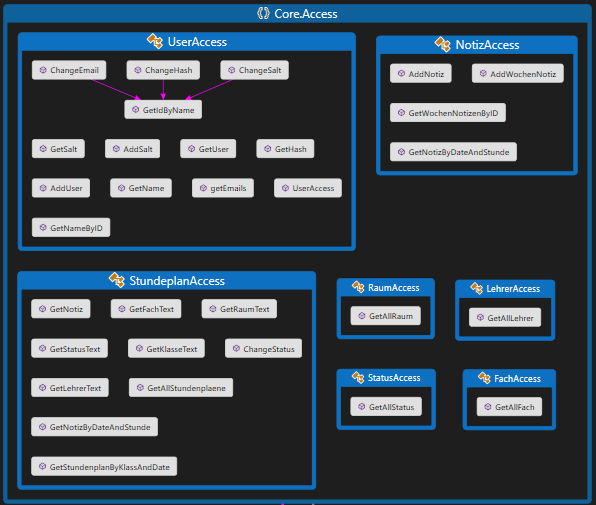 Core.Access
UserAccess
ChangeEmail ChangeHash ChangeSalt
GetIdByName
GetSalt AddSalt GetUser GetHash
AddUser GetName getEmails UserAccess
GetNameByID
NotizAccess
AddNotiz AddWochenNotiz
GetWochenNotizenByID
GetNotizByDateAndStunde
StundeplanAccess
GetNotiz GetFachText GetRaumText
GetStatusText GetKlasseText ChangeStatus
GetLehrerText GetAllStundenplaene
GetNotizByDateAndStunde
GetStundenplanByKlassAndDate
RaumAccess
GetAllRaum
LehrerAccess
GetAllLehrer
StatusAccess
GetAllStatus
FachAccess
GetAllFach